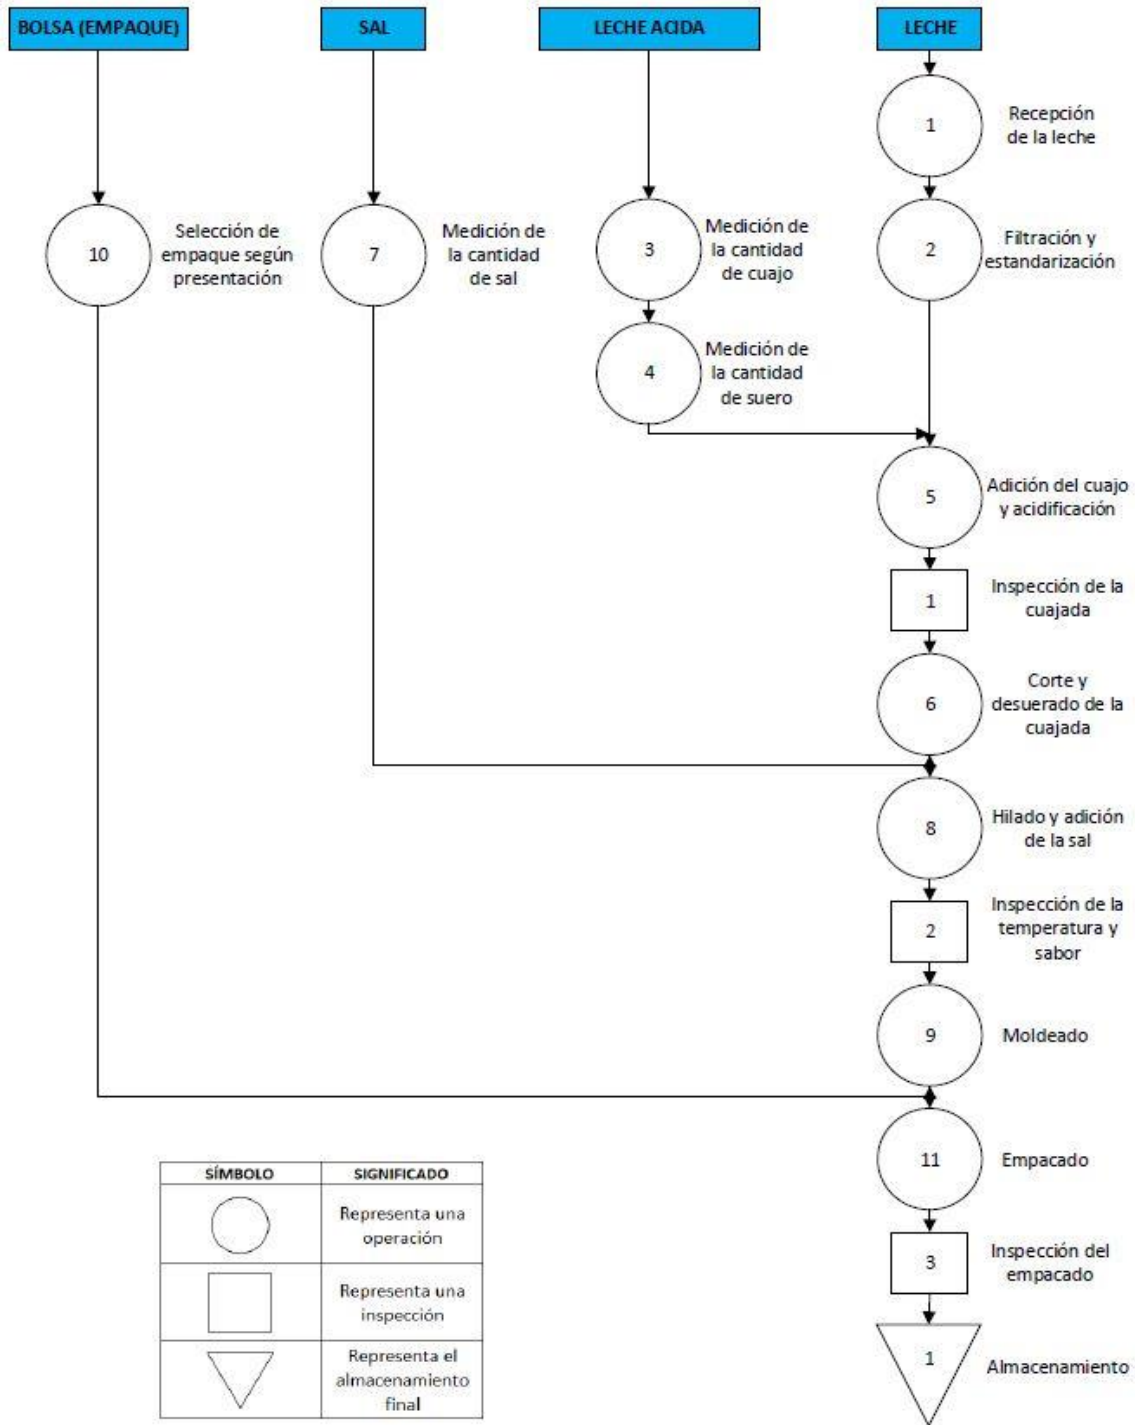 BOLSA (EMPAQUE)
SAL
LECHE ACIDA
LECHE
1
Recepción
de la leche
10
Selección de
empaque según
presentación
7
Medición de
la cantidad
de sal
3
Medición de
la cantidad
de cuajo
2
Filtración y
estandarización
4
Medición de
la cantidad
de suero
5
Adición del cuajo
y acidificación
1
Inspección de la
cuajada
6
Corte y
desuerado de la
cuajada
8
Hilado y adición
de la sal
2
Inspección de la
temperatura y
sabor
9
Moldeado
11
Empacado
3
Inspección del
empacado
1
Almacenamiento
SÍMBOLO
SIGNIFICADO
Representa una
operación
Representa una
inspección
Representa el
almacenamiento
final